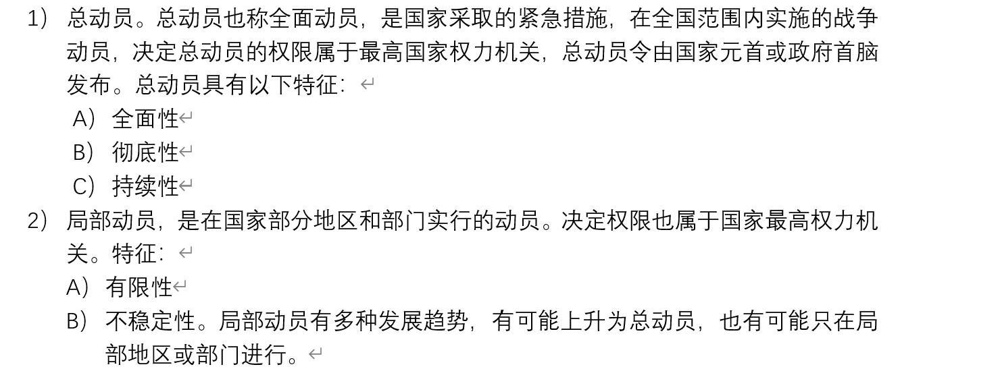 1） 总动员。总动员也称全面动员，是国家采取的紧急措施，在全国范围内实施的战争
动员，决定总动员的权限属于最高国家权力机关，总动员令由国家元首或政府首脑
发布。总动员具有以下特征：↵
A） 全面性↵
B） 彻底性↵
C） 持续性↵
2） 局部动员，是在国家部分地区和部门实行的动员。决定权限也属于国家最高权力机
关。特征：↵
A） 有限性↵
B） 不稳定性。局部动员有多种发展趋势，有可能上升为总动员，也有可能只在局
部地区或部门进行。↵